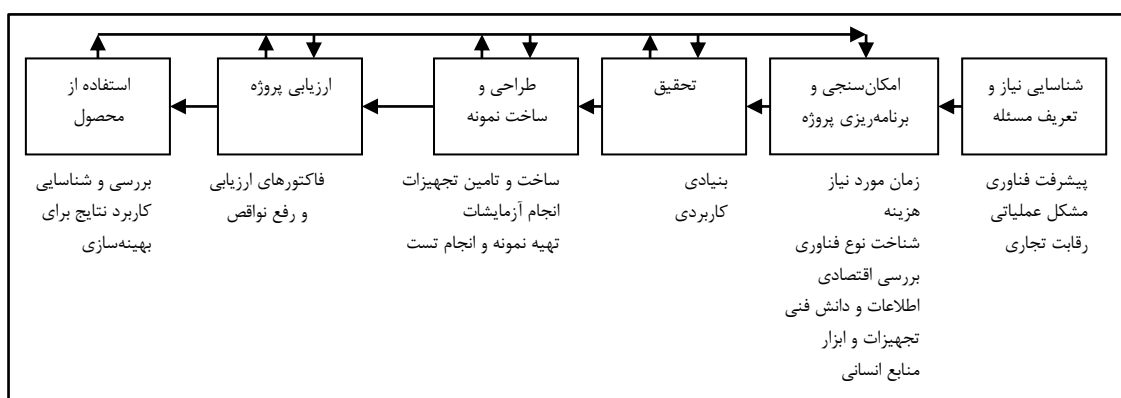 شناسایی نیاز و
تعریف مسئله
امکان‌سنجی و
برنامه‌ریزی پروژه
تحقیق
طراحی و
ساخت نمونه
ارزیابی پروژه
استفاده از
محصول
پیشرفت فناوری
مشکل عملیاتی
رقابت تجاری
زمان مورد نیاز
هزینه
شناخت نوع فناوری
بررسی اقتصادی
اطلاعات و دانش فنی
تجهیزات و ابزار
منابع انسانی
بنیادی
کاربردی
ساخت و تامین تجهیزات
انجام آزمایشات
تهیه نمونه و انجام تست
فاکتورهای ارزیابی
و رفع نواقص
بررسی و شناسایی
کاربرد نتایج برای
بهینه‌سازی